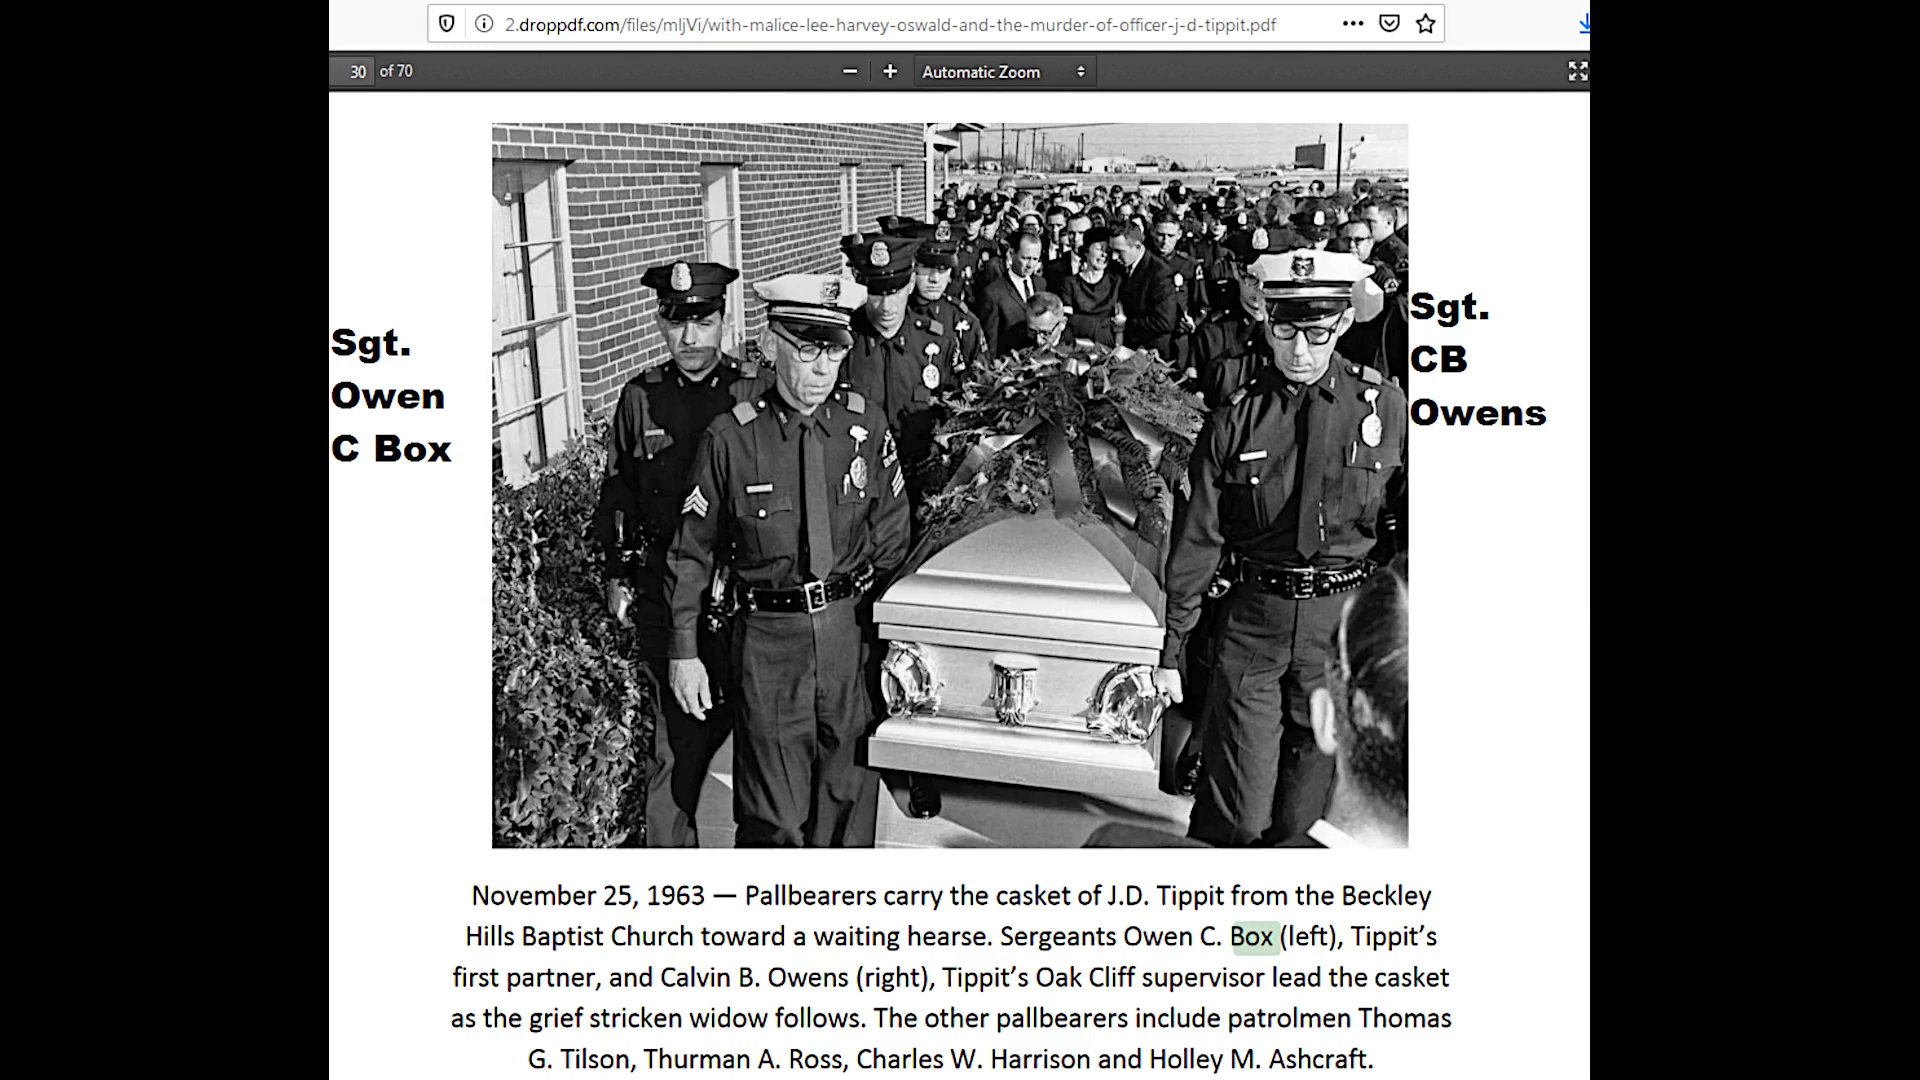 2.droppdf.com/files/mIjVi/with-malice-lee-harvey-oswald-and-the-murder-of-officer-j-d-tippit.pdf
30 of 70
Automatic Zoom
Sgt.
Owen
C Box
Sgt.
CB
Owens
November 25, 1963 — Pallbearers carry the casket of J.D. Tippit from the Beckley
Hills Baptist Church toward a waiting hearse. Sergeants Owen C. Box (left), Tippit’s
first partner, and Calvin B. Owens (right), Tippit’s Oak Cliff supervisor lead the casket
as the grief stricken widow follows. The other pallbearers include patrolmen Thomas
G. Tilson, Thurman A. Ross, Charles W. Harrison and Holley M. Ashcraft.